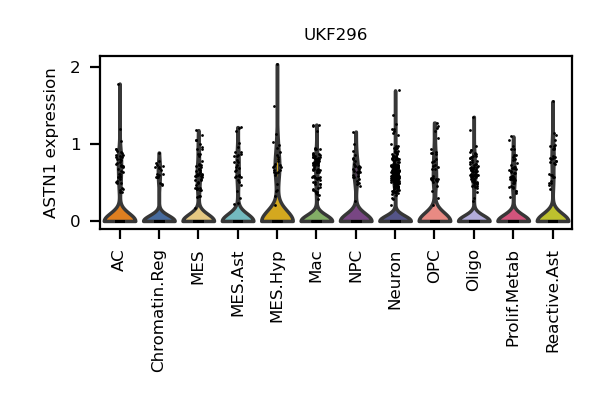 UKF296
ASTN1 expression
2
1
0
AC
Chromatin.Reg
MES
MES.Ast
MES.Hyp
Mac
NPC
Neuron
OPC
Oligo
Prolif.Metab
Reactive.Ast